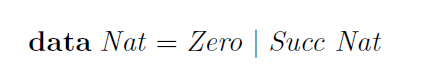 data Nat = Zero | Succ Nat